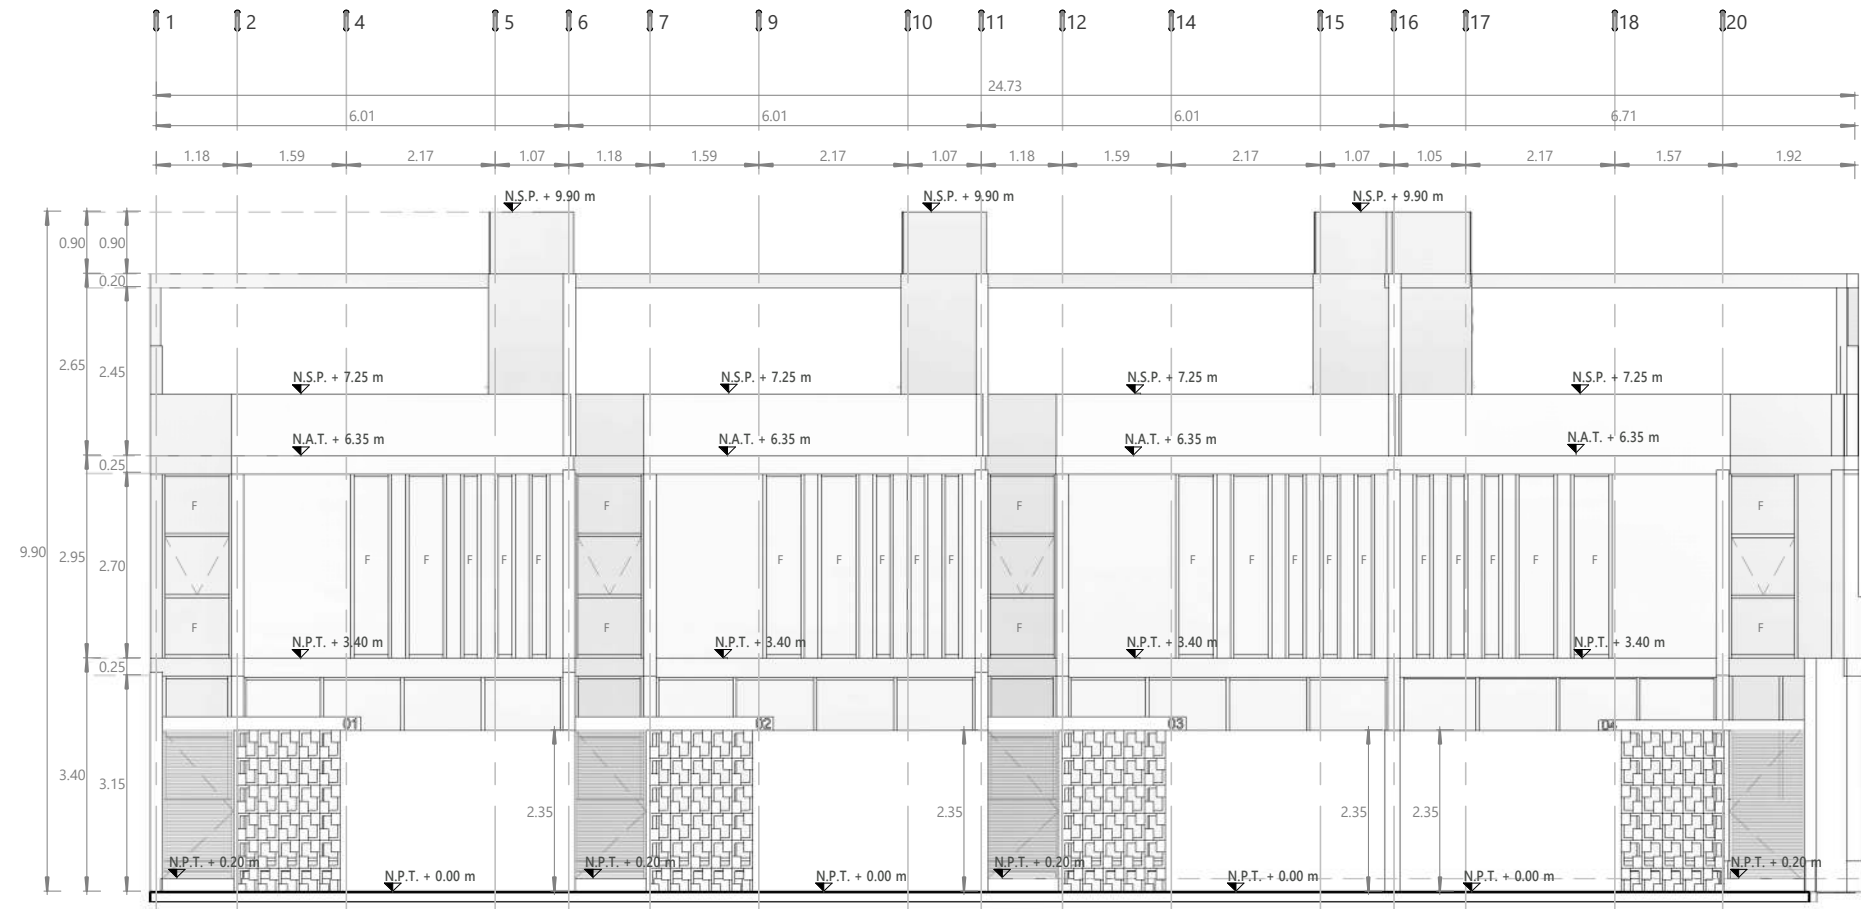 1 2 4 5 6 7 9 10 11 12 14 15 16 17 18 20
24.73
6.01 6.01 6.01 6.71
1.18 1.59 2.17 1.07 1.18 1.59 2.17 1.07 1.18 1.59 2.17 1.07 1.05 2.17 1.57 1.92
N.S.P. + 9.90 m N.S.P. + 9.90 m N.S.P. + 9.90 m
0.90 0.90
0.20
2.65 2.45
N.S.P. + 7.25 m N.S.P. + 7.25 m N.S.P. + 7.25 m N.S.P. + 7.25 m
N.A.T. + 6.35 m N.A.T. + 6.35 m N.A.T. + 6.35 m N.A.T. + 6.35 m
0.25
F F F F
9.90 2.95 2.70
F F F F F F F F F F F F F F F F F F F F
F F F F
N.P.T. + 3.40 m N.P.T. + 3.40 m N.P.T. + 3.40 m N.P.T. + 3.40 m
0.25
01 02 03 04
3.40 3.15
2.35 2.35 2.35 2.35
N.P.T. + 0.20 m N.P.T. + 0.20 m N.P.T. + 0.20 m N.P.T. + 0.20 m
N.P.T. + 0.00 m N.P.T. + 0.00 m N.P.T. + 0.00 m N.P.T. + 0.00 m